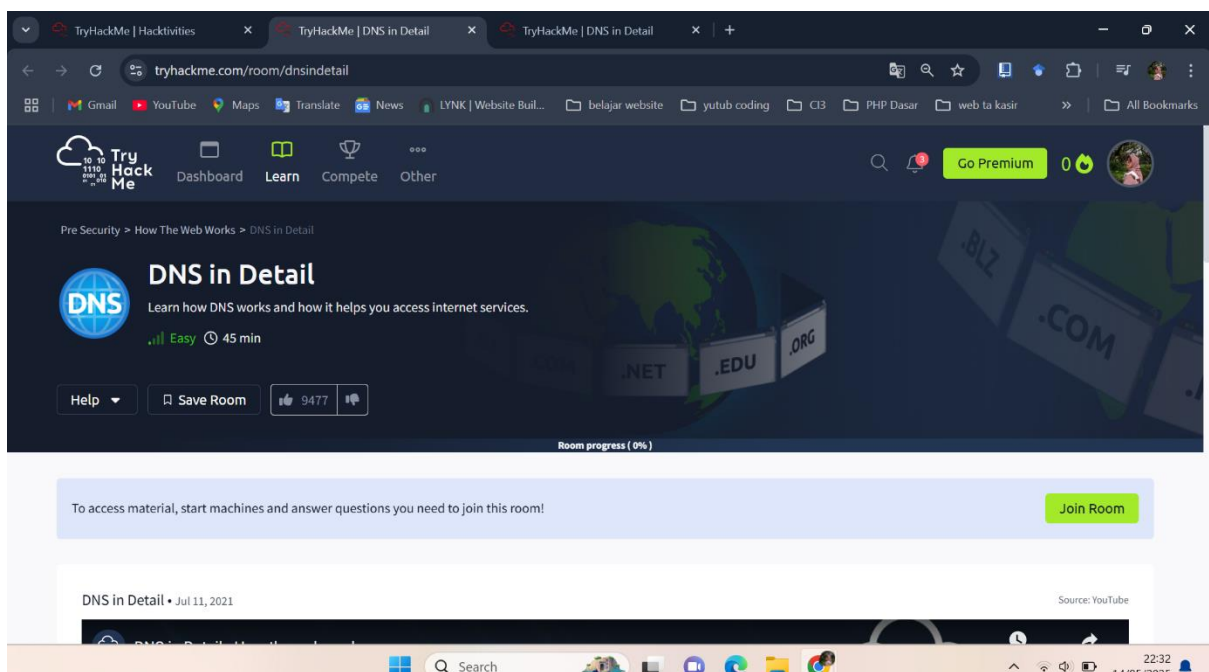 TryHackMe | Hacktivities
TryHackMe | DNS in Detail
TryHackMe | DNS in Detail
tryhackme.com/room/dnsindetail
Gmail YouTube Maps Translate News LYNK | Website Buil... belajar website yutub coding CI3 PHP Dasar web ta kasir » All Bookmarks
Try Hack Me
Dashboard Learn Compete Other
3
Go Premium
0
Pre Security > How The Web Works > DNS in Detail
DNS
DNS in Detail
Learn how DNS works and how it helps you access internet services.
Easy 45 min
.NET .EDU .ORG .BLZ .COM
Help Save Room 9477
Room progress ( 0% )
To access material, start machines and answer questions you need to join this room!
Join Room
DNS in Detail • Jul 11, 2021
Source: YouTube
Search
22:32